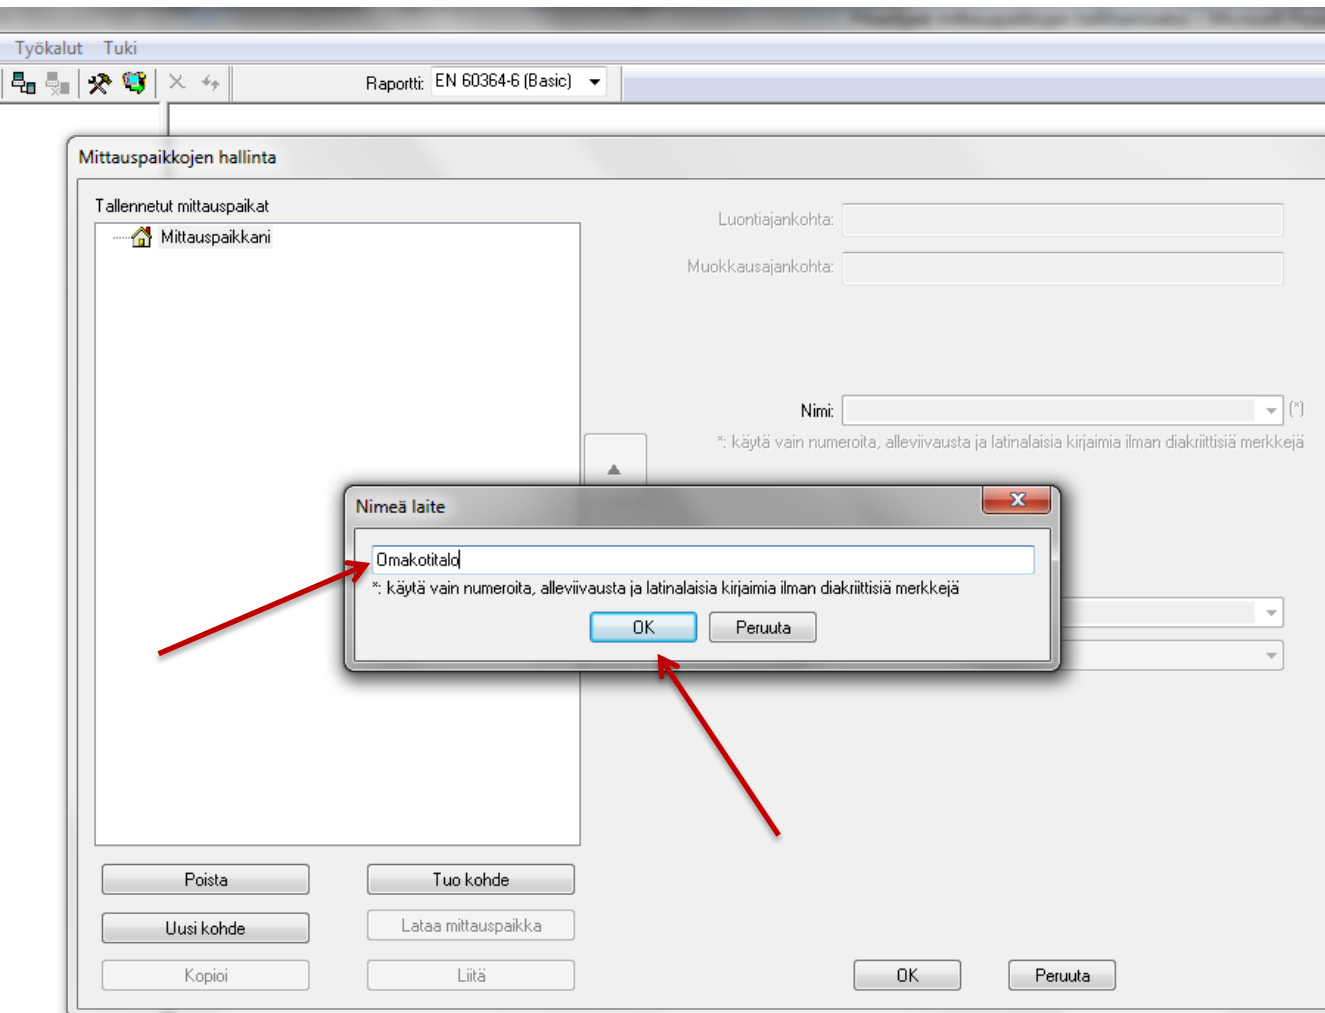 Työkalut Tuki
Raportti: EN 60364-6 (Basic)
Mittauspaikkojen hallinta
Tallennetut mittauspaikat
Mittauspaikkani
Luontiajankohta:
Muokkausajankohta:
Nimi: (*)
*: käytä vain numeroita, alleviivausta ja latinalaisia kirjaimia ilman diakriittisiä merkkejä
Nimeä laite
Omakotitalo
*: käytä vain numeroita, alleviivausta ja latinalaisia kirjaimia ilman diakriittisiä merkkejä
OK Peruuta
Poista Tuo kohde
Uusi kohde Lataa mittauspaikka
Kopioi Liitä
OK Peruuta